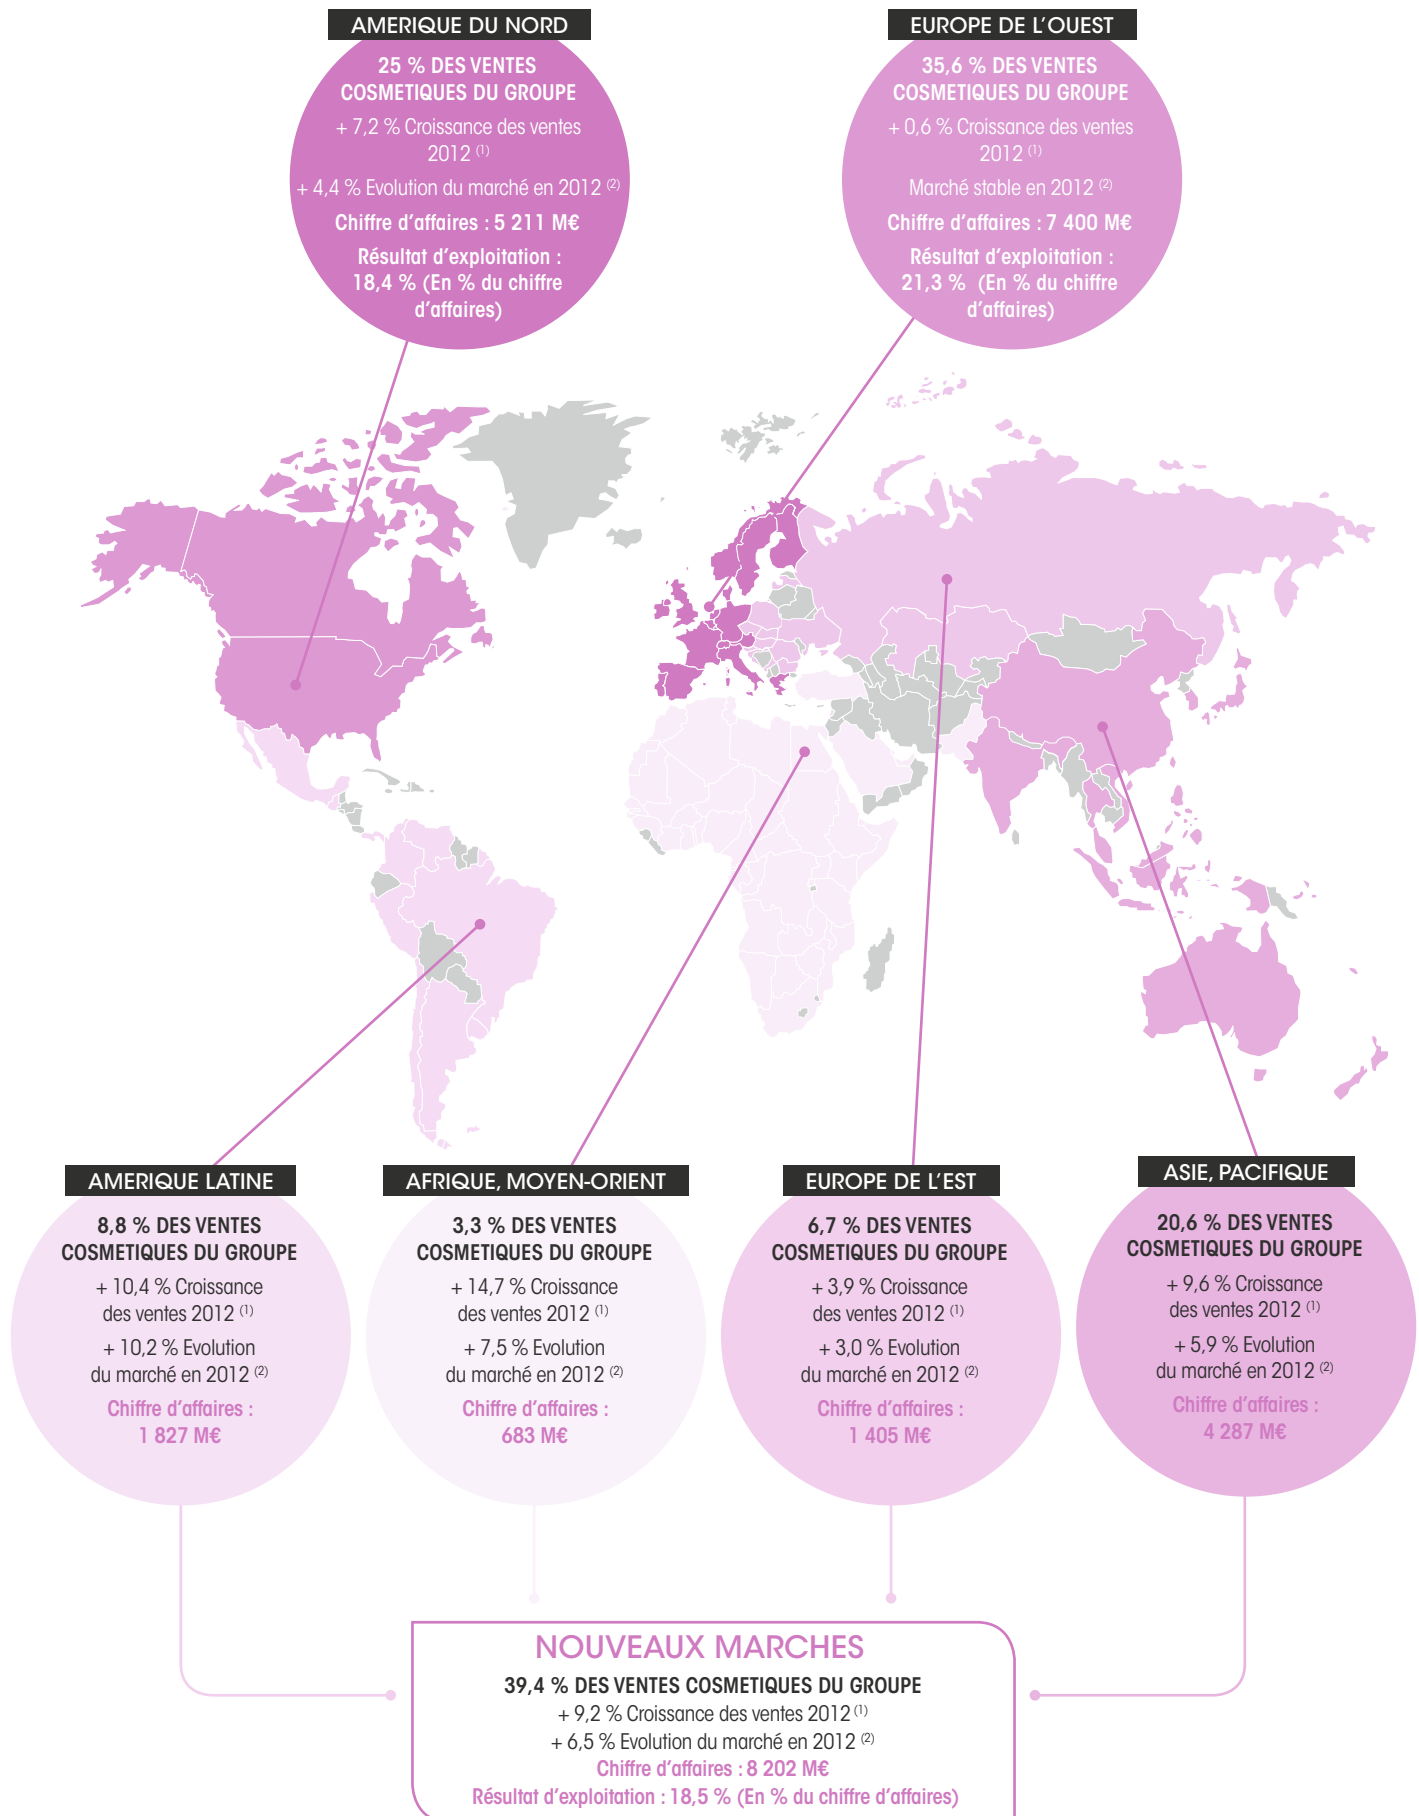 AMERIQUE DU NORD
25 % DES VENTES
COSMETIQUES DU GROUPE
+ 7,2 % Croissance des ventes
2012 (1)
+ 4,4 % Evolution du marché en 2012 (2)
Chiffre d’affaires : 5 211 M€
Résultat d’exploitation :
18,4 % (En % du chiffre
d’affaires)
EUROPE DE L’OUEST
35,6 % DES VENTES
COSMETIQUES DU GROUPE
+ 0,6 % Croissance des ventes
2012 (1)
Marché stable en 2012 (2)
Chiffre d’affaires : 7 400 M€
Résultat d’exploitation :
21,3 % (En % du chiffre
d’affaires)
AMERIQUE LATINE
8,8 % DES VENTES
COSMETIQUES DU GROUPE
+ 10,4 % Croissance
des ventes 2012 (1)
+ 10,2 % Evolution
du marché en 2012 (2)
Chiffre d’affaires :
1 827 M€
AFRIQUE, MOYEN-ORIENT
3,3 % DES VENTES
COSMETIQUES DU GROUPE
+ 14,7 % Croissance
des ventes 2012 (1)
+ 7,5 % Evolution
du marché en 2012 (2)
Chiffre d’affaires :
683 M€
EUROPE DE L’EST
6,7 % DES VENTES
COSMETIQUES DU GROUPE
+ 3,9 % Croissance
des ventes 2012 (1)
+ 3,0 % Evolution
du marché en 2012 (2)
Chiffre d’affaires :
1 405 M€
ASIE, PACIFIQUE
20,6 % DES VENTES
COSMETIQUES DU GROUPE
+ 9,6 % Croissance
des ventes 2012 (1)
+ 5,9 % Evolution
du marché en 2012 (2)
Chiffre d’affaires :
4 287 M€
NOUVEAUX MARCHES
39,4 % DES VENTES COSMETIQUES DU GROUPE
+ 9,2 % Croissance des ventes 2012 (1)
+ 6,5 % Evolution du marché en 2012 (2)
Chiffre d’affaires : 8 202 M€
Résultat d’exploitation : 18,5 % (En % du chiffre d’affaires)